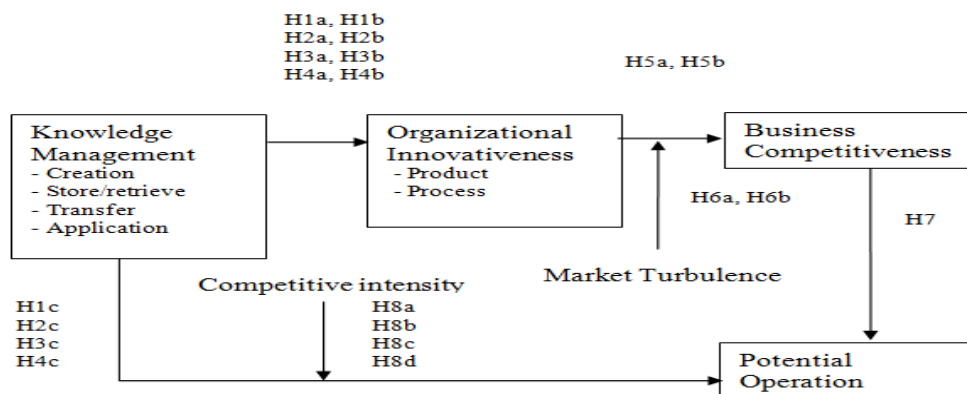 H1a, H1b
H2a, H2b
H3a, H3b
H4a, H4b
H5a, H5b
Knowledge
Management
- Creation
- Store/retrieve
- Transfer
- Application
Organizational
Innovativeness
- Product
- Process
Business
Competitiveness
H6a, H6b
H7
Market Turbulence
Competitive intensity
H1c
H2c
H3c
H4c
H8a
H8b
H8c
H8d
Potential
Operation